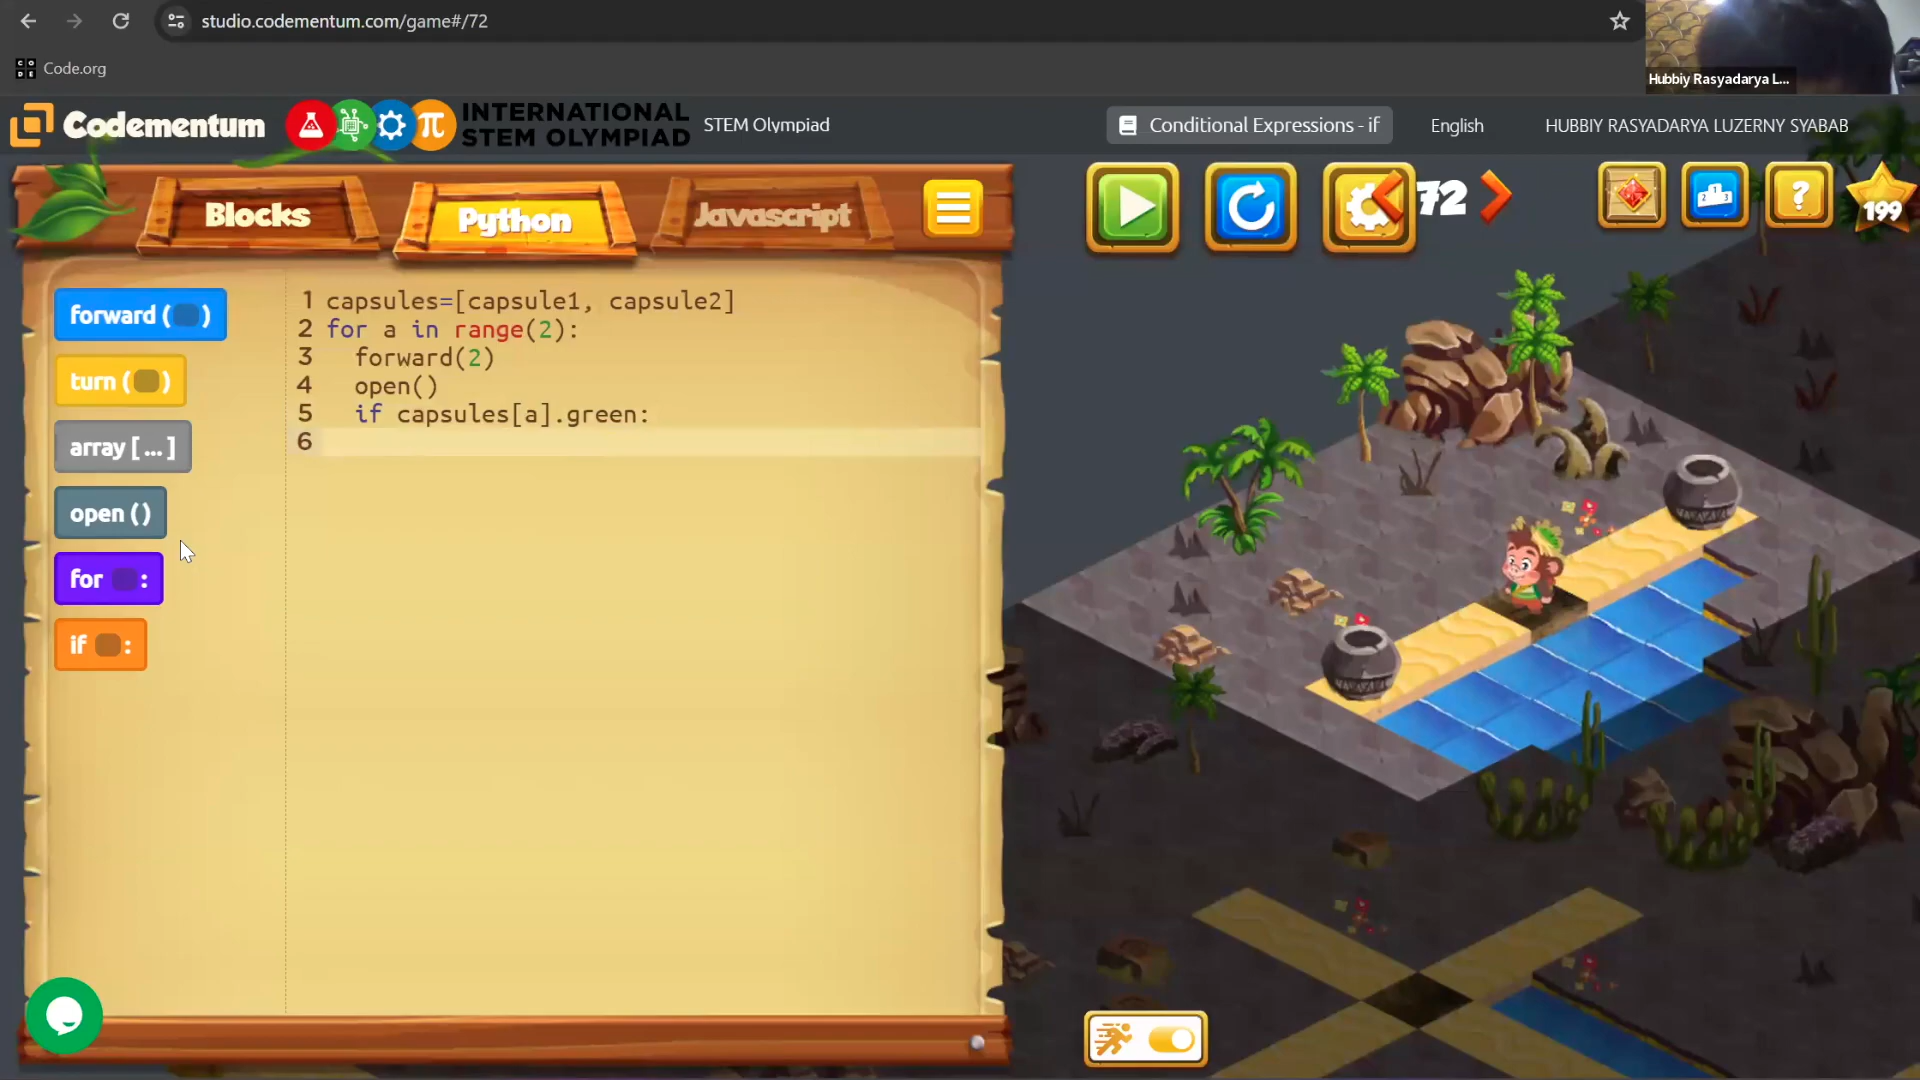 studio.codementum.com/game#/72
Code.org
Hubbiy Rasyadarya L...
Codementum
INTERNATIONAL
STEM OLYMPIAD
STEM Olympiad
Conditional Expressions - if
English
HUBBIY RASYADARYA LUZERNY SYABAB
Blocks
Python
Javascript
72
199
forward ( )
turn ( )
array [ ... ]
open ()
for :
if :
1 capsules=[capsule1, capsule2]
2 for a in range(2):
3 forward(2)
4 open()
5 if capsules[a].green:
6